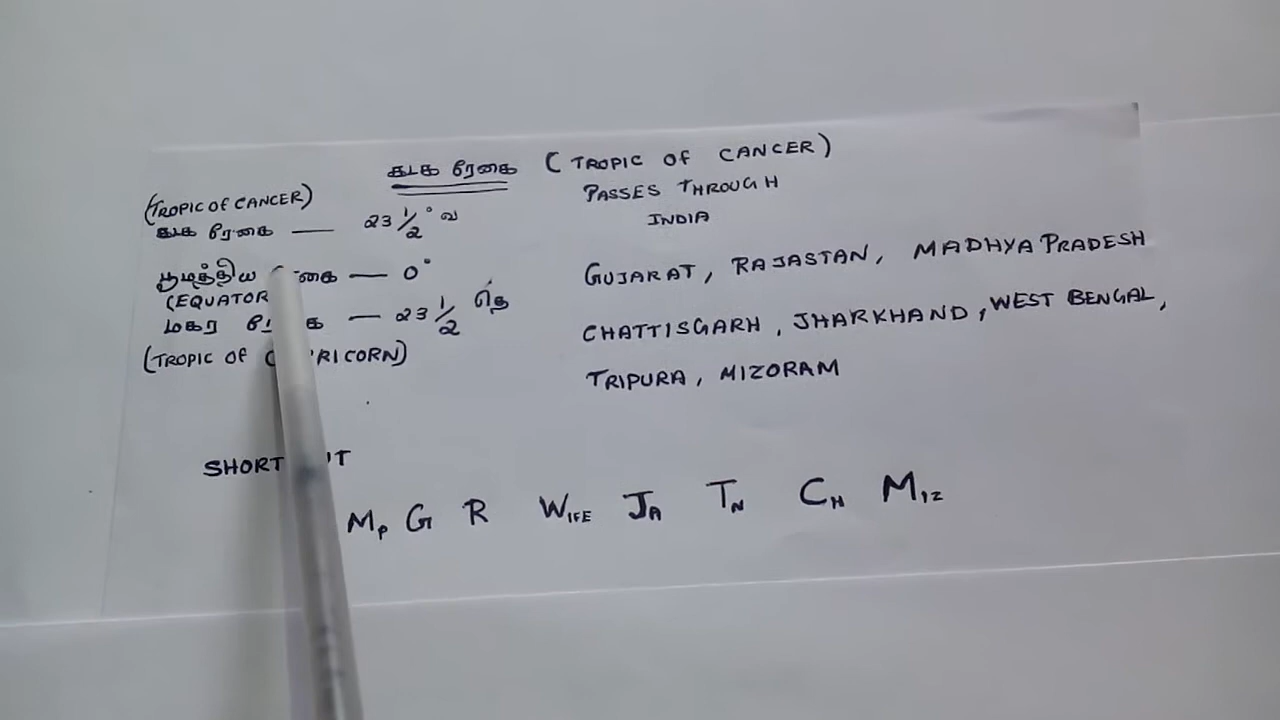 கடக ரேகை (TROPIC OF CANCER)
PASSES THROUGH
INDIA
(TROPIC OF CANCER)
கடக ரேகை — 23 1/2° வ
பூமத்திய கை — 0°
(EQUATOR
மகர கை — 23 1/2 தெ
(TROPIC OF C RICORN)
GUJARAT, RAJASTAN, MADHYA PRADESH
CHATTISGARH, JHARKHAND, WEST BENGAL,
TRIPURA, MIZORAM
SHORT UT
MP G R WIFE JA TN CH MIZ